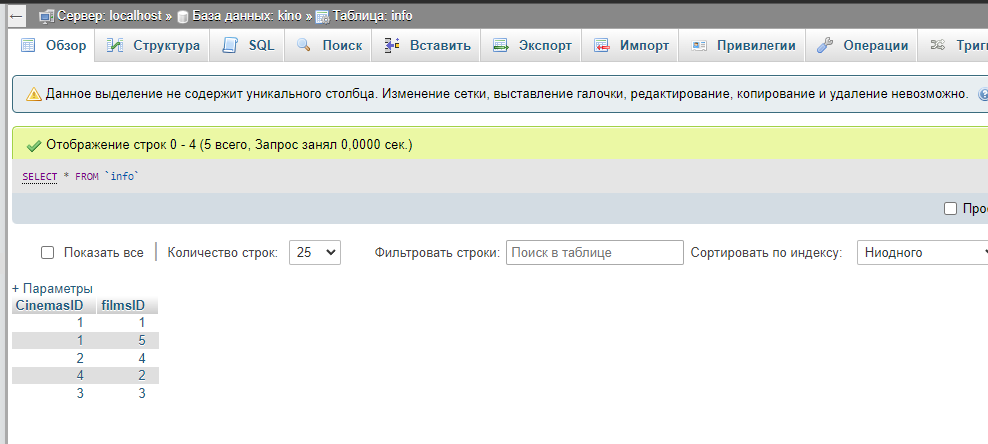 Сервер: localhost » База данных: kino » Таблица: info
Обзор Структура SQL Поиск Вставить Экспорт Импорт Привилегии Операции Триг
Данное выделение не содержит уникального столбца. Изменение сетки, выставление галочки, редактирование, копирование и удаление невозможно.
Отображение строк 0 - 4 (5 всего, Запрос занял 0,0000 сек.)
SELECT * FROM `info`
Про
Показать все Количество строк: 25 Фильтровать строки: Поиск в таблице Сортировать по индексу: Ниодного
+ Параметры
CinemasID filmsID
1 1
1 5
2 4
4 2
3 3